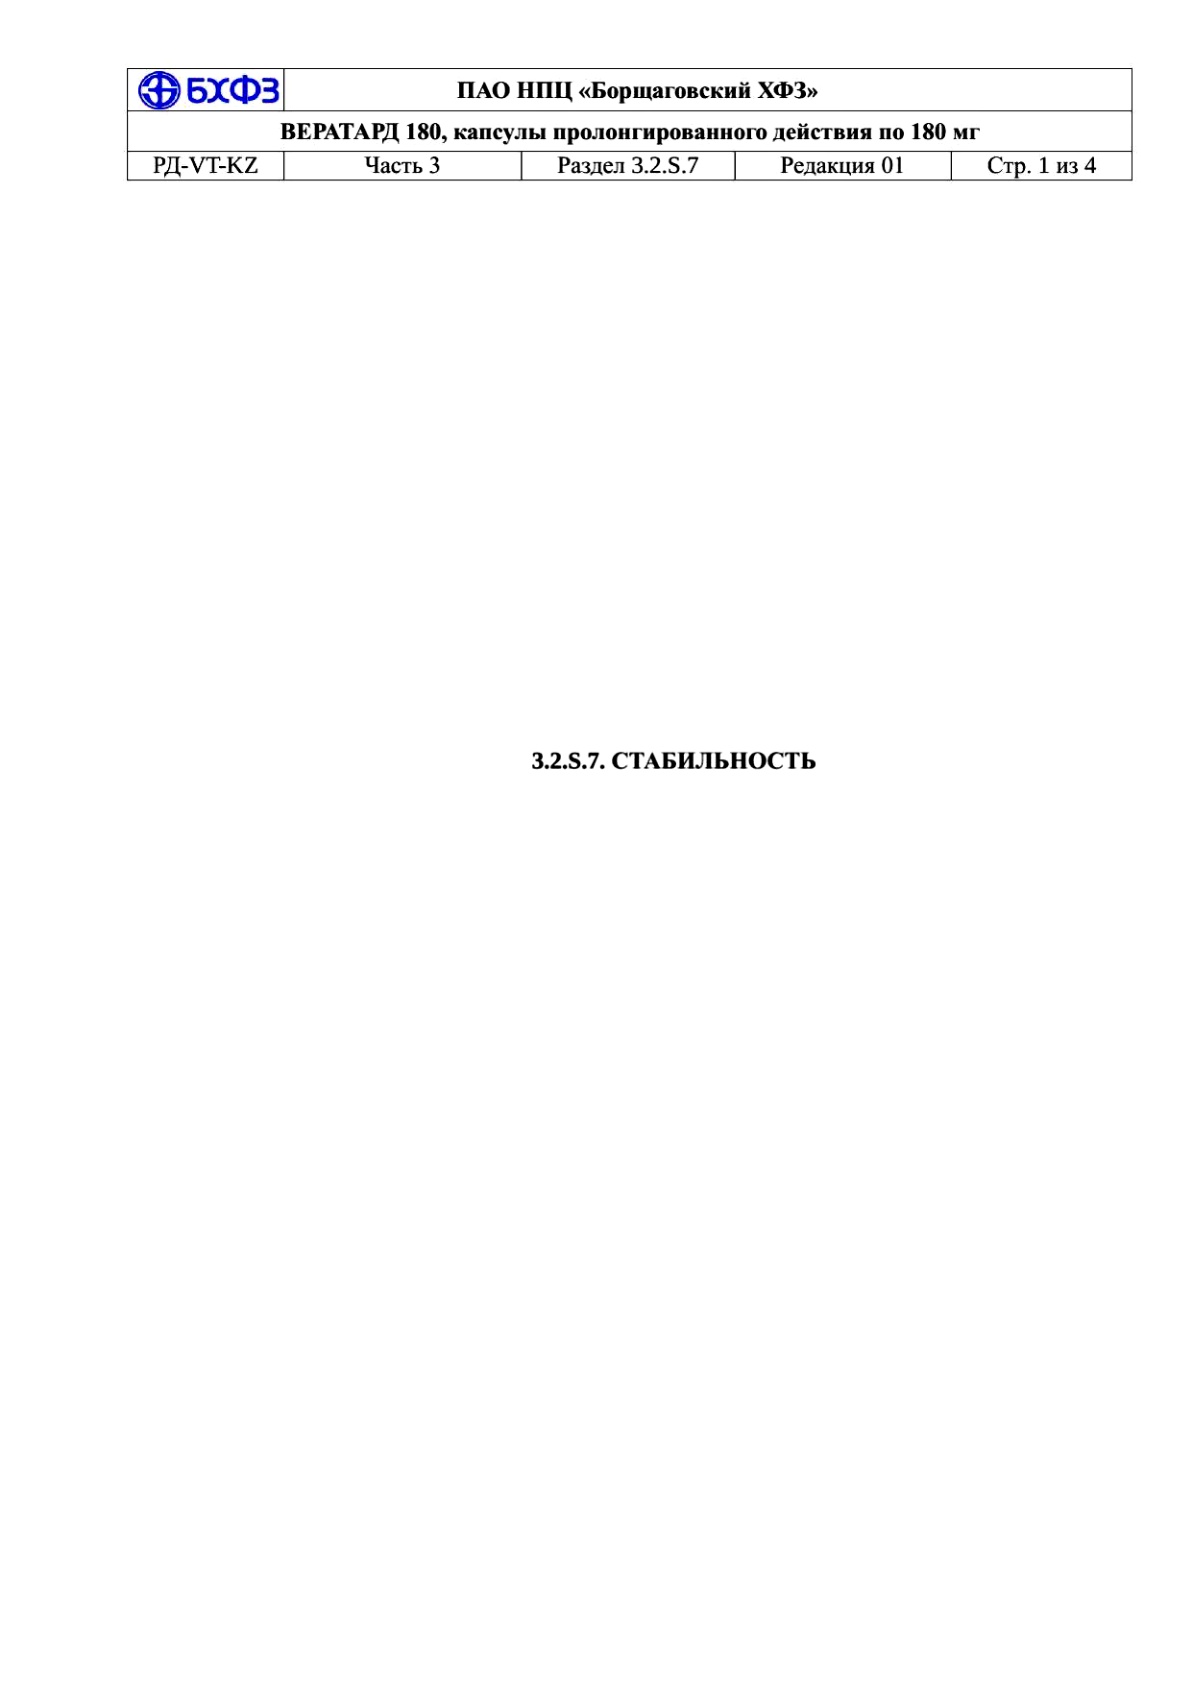 БХФЗ ПАО НПЦ «Борщаговский ХФЗ»
ВЕРАТАРД 180, капсулы пролонгированного действия по 180 мг
РД-VT-KZ Часть 3 Раздел 3.2.S.7 Редакция 01 Стр. 1 из 4
3.2.S.7. СТАБИЛЬНОСТЬ